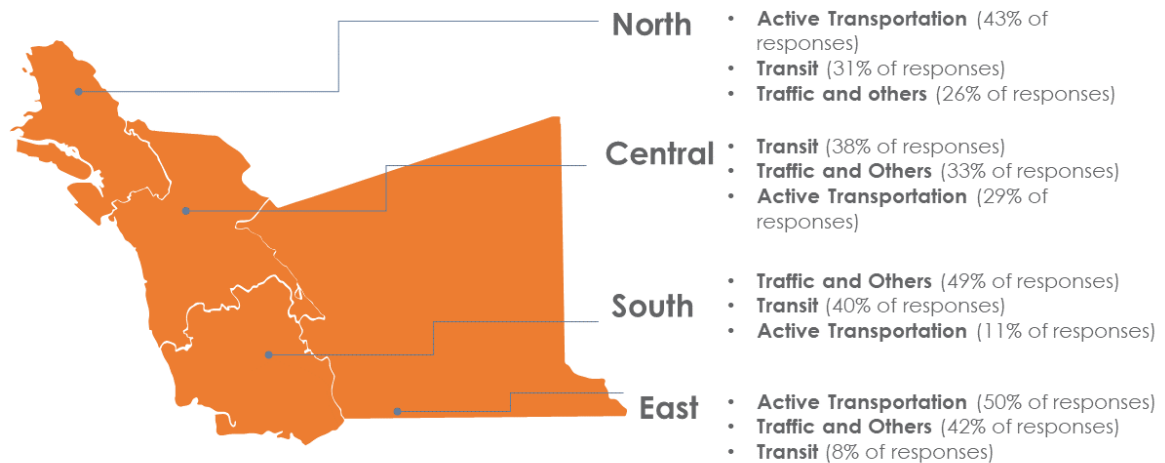 North
• Active Transportation (43% of
responses)
• Transit (31% of responses)
• Traffic and others (26% of responses)
Central
• Transit (38% of responses)
• Traffic and Others (33% of responses)
• Active Transportation (29% of
responses)
South
• Traffic and Others (49% of responses)
• Transit (40% of responses)
• Active Transportation (11% of responses)
East
• Active Transportation (50% of responses)
• Traffic and Others (42% of responses)
• Transit (8% of responses)